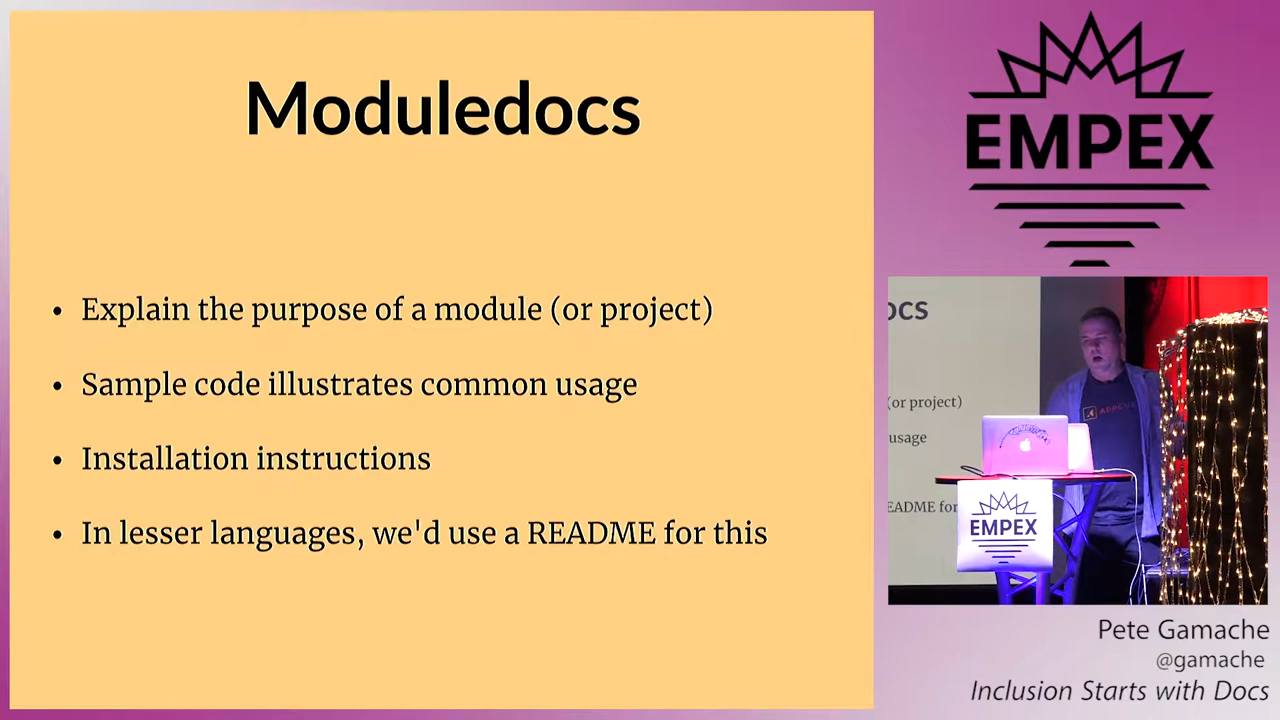 Moduledocs
• Explain the purpose of a module (or project)
• Sample code illustrates common usage
• Installation instructions
• In lesser languages, we'd use a README for this
EMPEX
ocs
(or project)
usage
EADME for
EMPEX
Pete Gamache
@gamache
Inclusion Starts with Docs